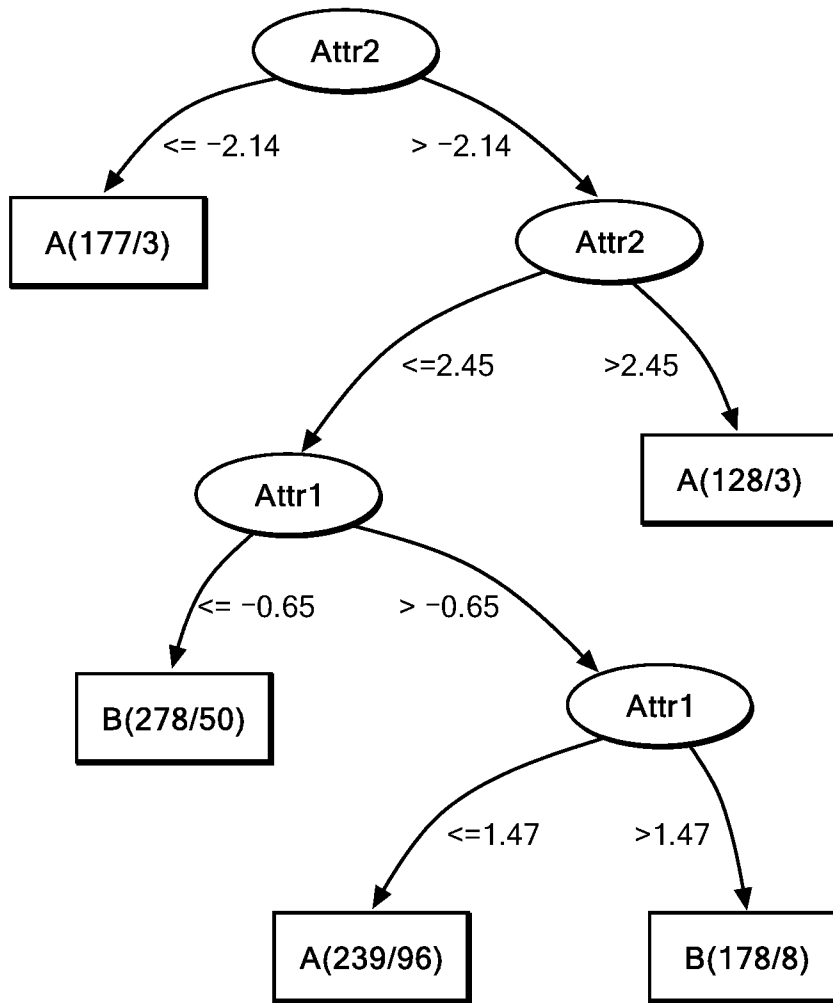 Attr2
<= −2.14
> −2.14
A(177/3)
Attr2
<=2.45
>2.45
Attr1
A(128/3)
<= −0.65
> −0.65
B(278/50)
Attr1
<=1.47
>1.47
A(239/96)
B(178/8)